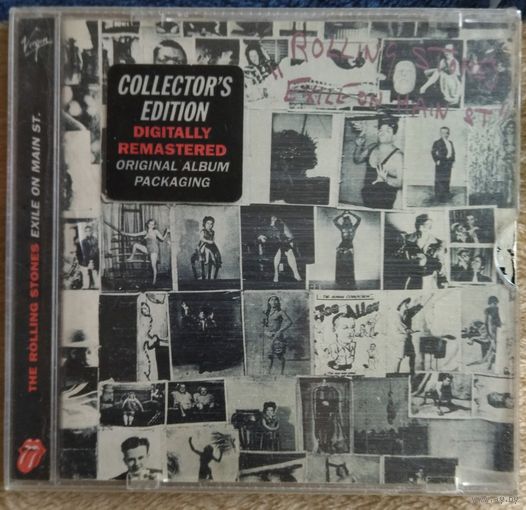 Virgin
THE ROLLING STONES EXILE ON MAIN ST.
COLLECTOR'S
EDITION
DIGITALLY
REMASTERED
ORIGINAL ALBUM
PACKAGING
"ROLLING STONES
EXILE ON MAIN ST"
Joe Allen